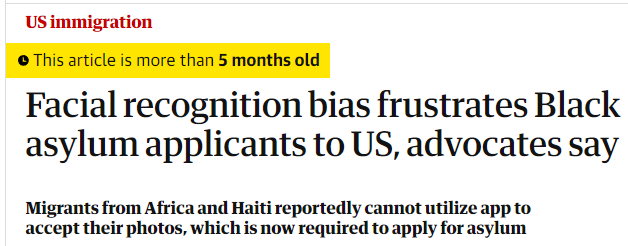 US immigration
This article is more than 5 months old
Facial recognition bias frustrates Black
asylum applicants to US, advocates say
Migrants from Africa and Haiti reportedly cannot utilize app to
accept their photos, which is now required to apply for asylum